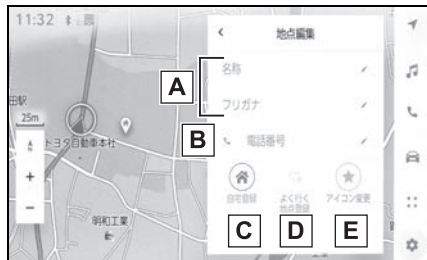 11:32
地点編集
名称
A
フリガナ
田駅
25m
B
電話番号
トヨタ自動車本社
自宅登録
よく行く
地点登録
アイコン変更
明和工業
C
D
E